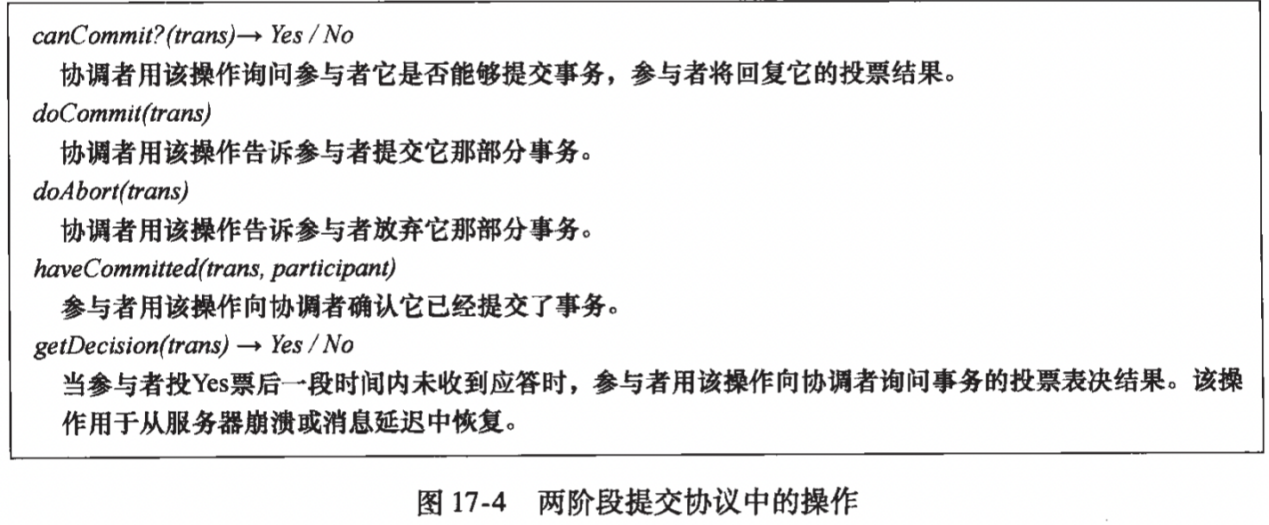 canCommit?(trans)→ Yes / No
协调者用该操作询问参与者它是否能够提交事务，参与者将回复它的投票结果。
doCommit(trans)
协调者用该操作告诉参与者提交它那部分事务。
doAbort(trans)
协调者用该操作告诉参与者放弃它那部分事务。
haveCommitted(trans, participant)
参与者用该操作向协调者确认它已经提交了事务。
getDecision(trans) → Yes / No
当参与者投Yes票后一段时间内未收到应答时，参与者用该操作向协调者询问事务的投票表决结果。该操
作用于从服务器崩溃或消息延迟中恢复。
图 17-4 两阶段提交协议中的操作